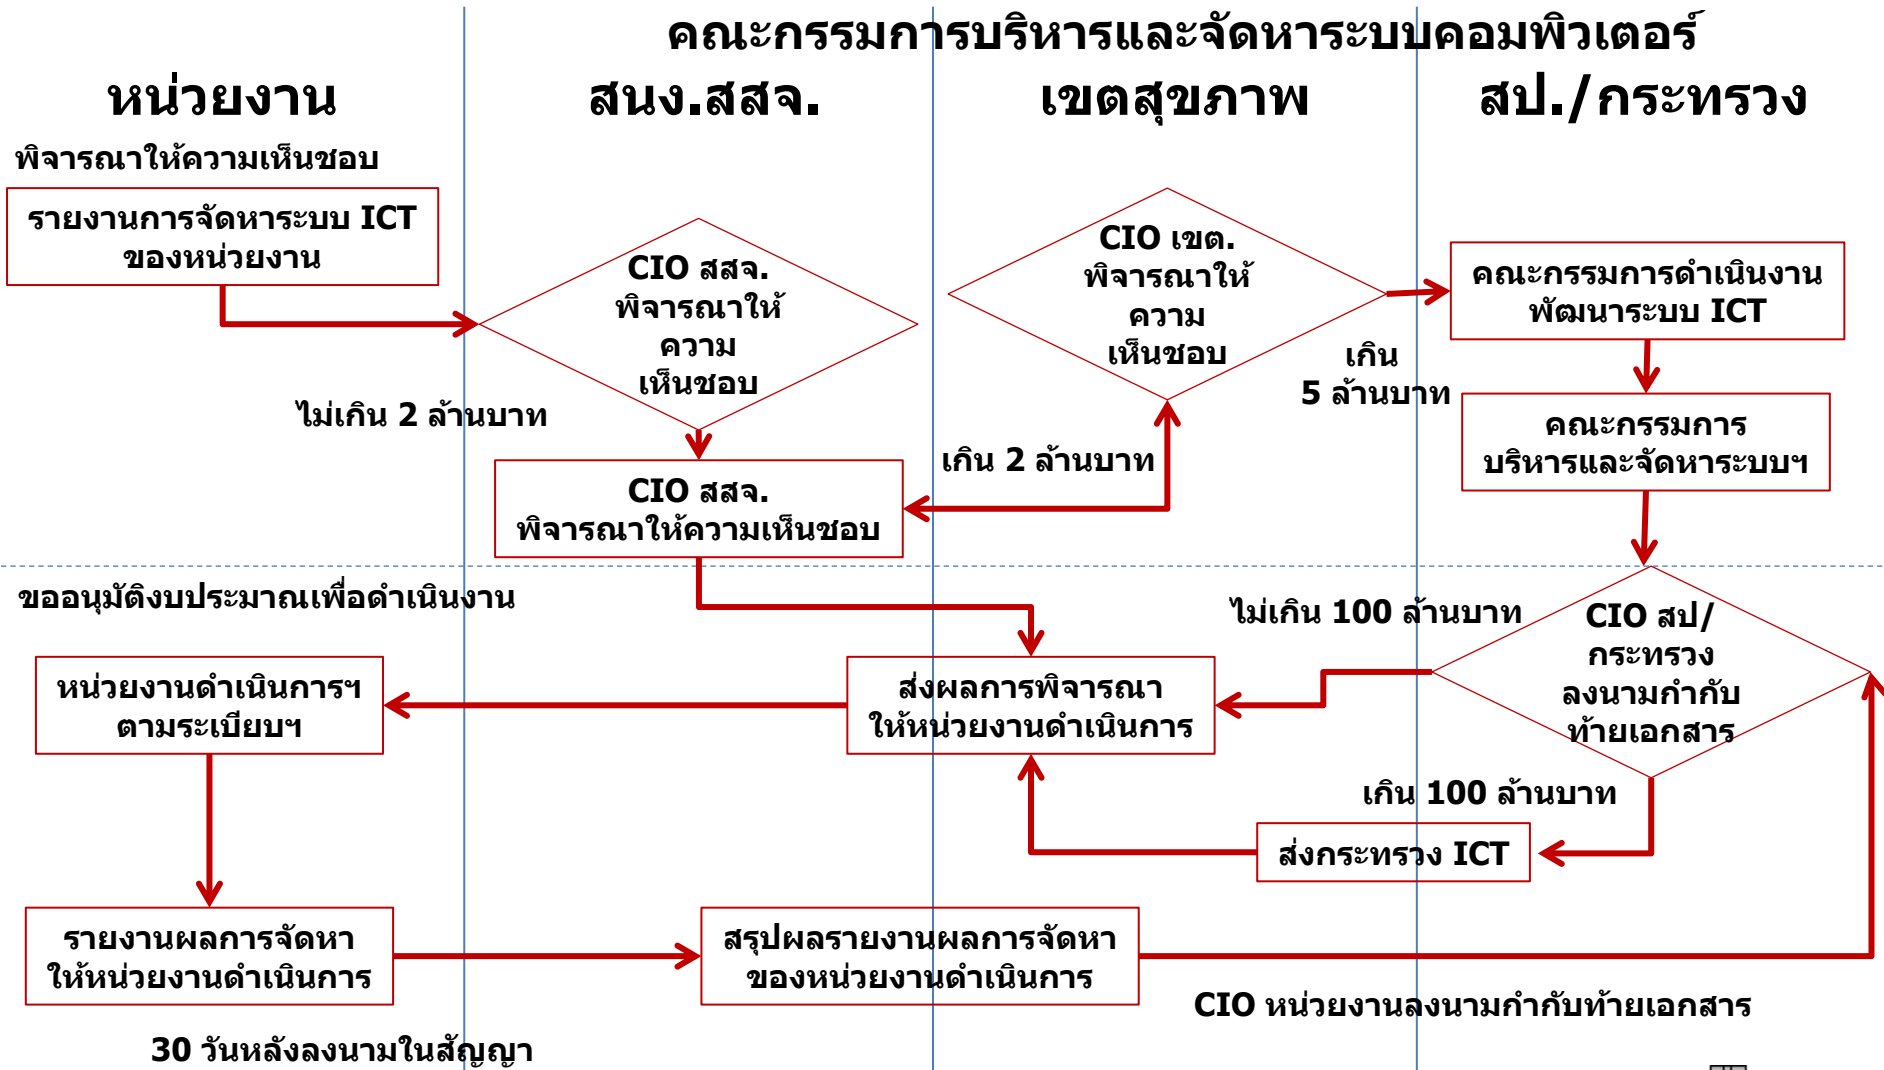 คณะกรรมการบริหารและจัดหาระบบคอมพิวเตอร์
หน่วยงาน
สนง.สสจ.
เขตสุขภาพ
สป./กระทรวง
พิจารณาให้ความเห็นชอบ
รายงานการจัดหาระบบ ICT
ของหน่วยงาน
CIO สสจ.
พิจารณาให้
ความ
เห็นชอบ
CIO เขต.
พิจารณาให้
ความ
เห็นชอบ
คณะกรรมการดำเนินงาน
พัฒนาระบบ ICT
เกิน
5 ล้านบาท
ไม่เกิน 2 ล้านบาท
เกิน 2 ล้านบาท
คณะกรรมการ
บริหารและจัดหาระบบฯ
CIO สสจ.
พิจารณาให้ความเห็นชอบ
ขออนุมัติงบประมาณเพื่อดำเนินงาน
ไม่เกิน 100 ล้านบาท
CIO สป/
กระทรวง
ลงนามกำกับ
ท้ายเอกสาร
หน่วยงานดำเนินการฯ
ตามระเบียบฯ
ส่งผลการพิจารณา
ให้หน่วยงานดำเนินการ
เกิน 100 ล้านบาท
ส่งกระทรวง ICT
รายงานผลการจัดหา
ให้หน่วยงานดำเนินการ
สรุปผลรายงานผลการจัดหา
ของหน่วยงานดำเนินการ
CIO หน่วยงานลงนามกำกับท้ายเอกสาร
30 วันหลังลงนามในสัญญา